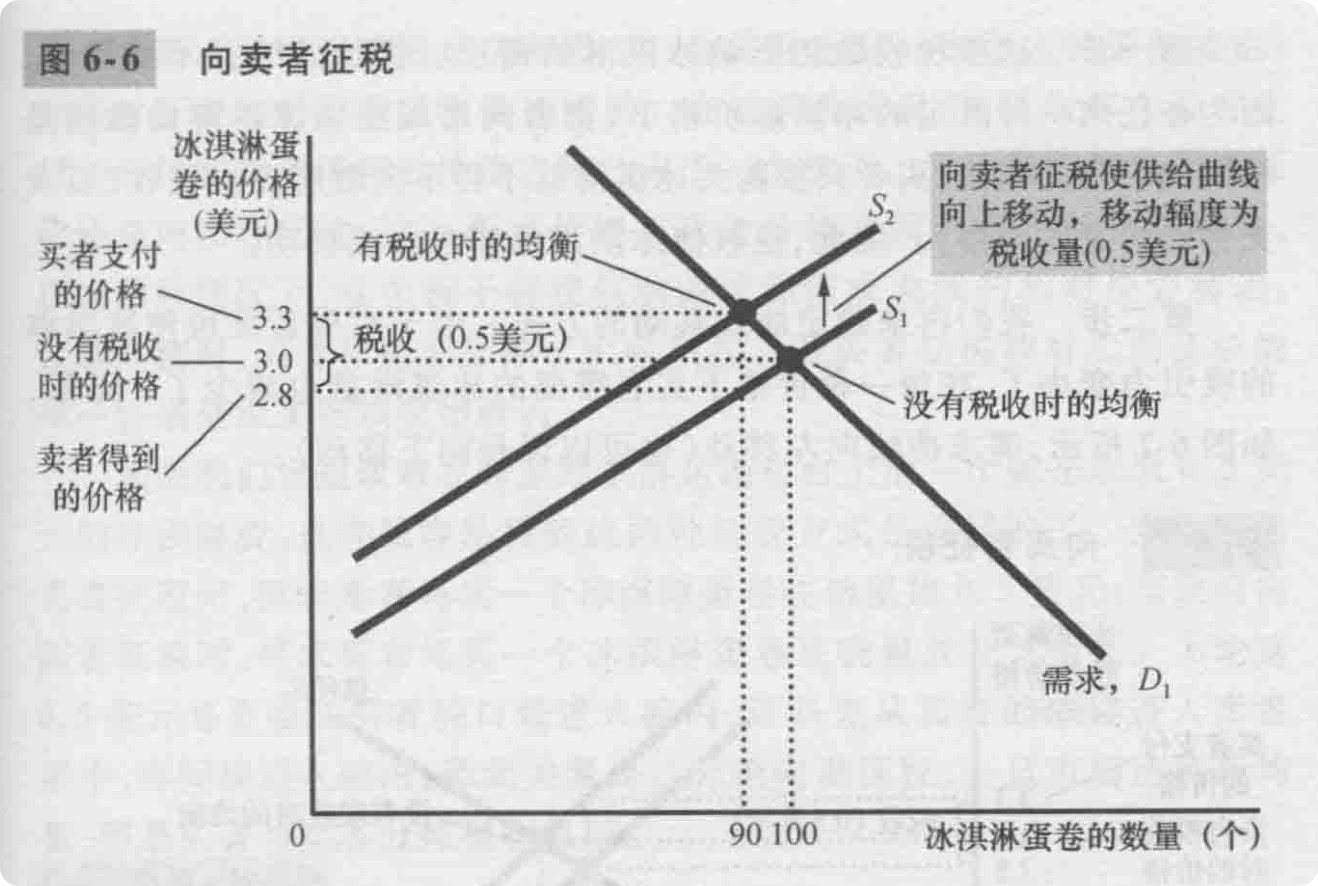 图 6-6 向卖者征税
冰淇淋蛋
卷的价格
(美元)
买者支付
的价格
3.3
没有税收
时的价格
3.0
2.8
卖者得到
的价格
有税收时的均衡
税收（0.5美元）
S2
S1
向卖者征税使供给曲线
向上移动，移动辐度为
税收量(0.5美元)
没有税收时的均衡
需求，D1
0
90 100
冰淇淋蛋卷的数量（个）